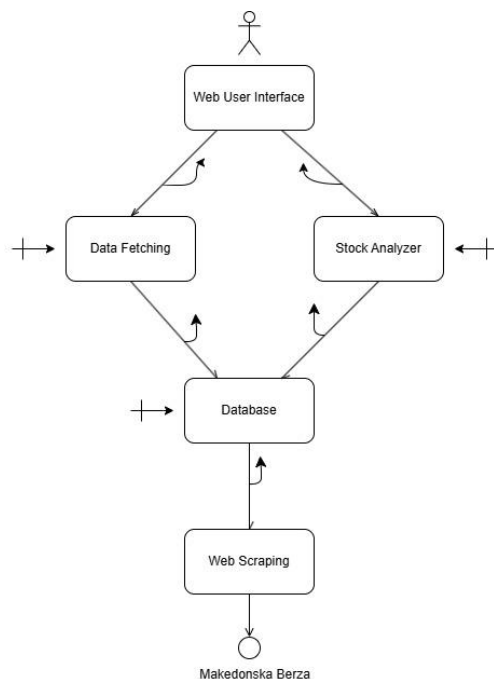 Web User Interface
Data Fetching
Stock Analyzer
Database
Web Scraping
Makedonska Berza